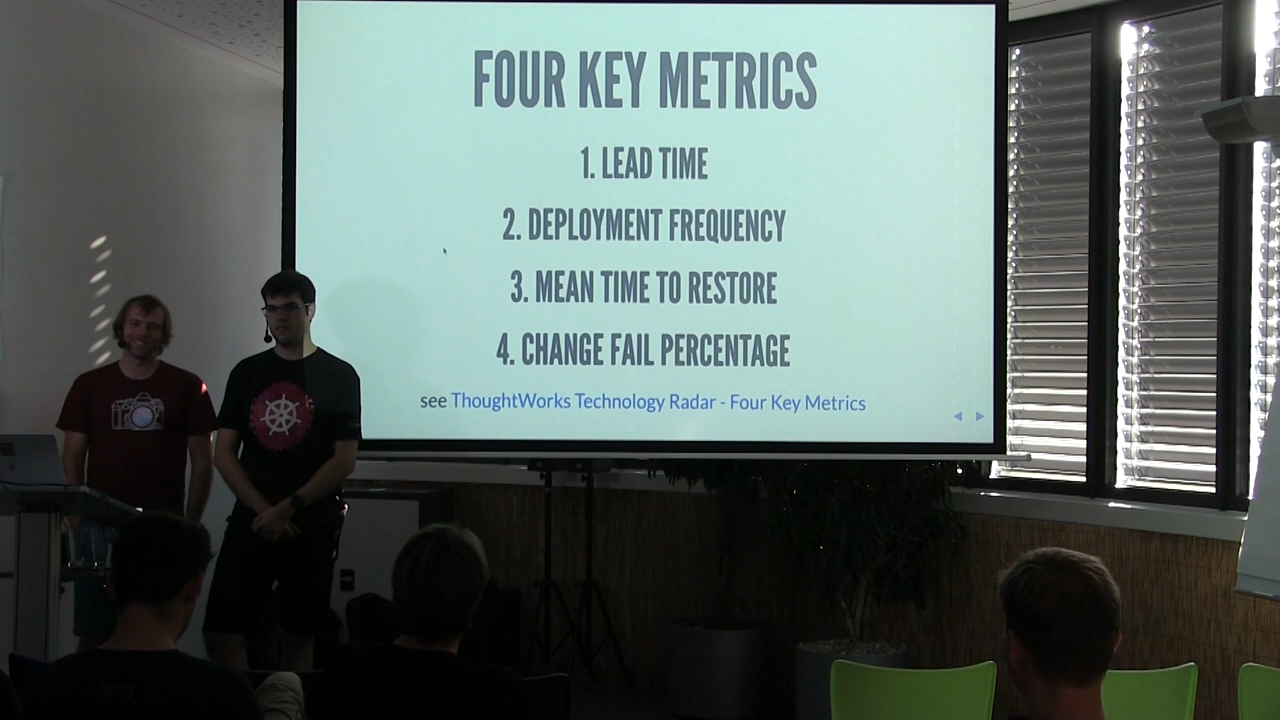 FOUR KEY METRICS
1. LEAD TIME
2. DEPLOYMENT FREQUENCY
3. MEAN TIME TO RESTORE
4. CHANGE FAIL PERCENTAGE
see ThoughtWorks Technology Radar - Four Key Metrics